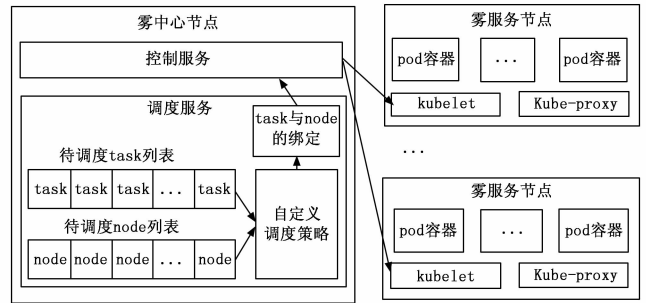 雾中心节点
控制服务
调度服务
task与node
的绑定
待调度task列表
task task task ... task
待调度node列表
node node node ... node
自定义
调度策略
雾服务节点
pod容器 ... pod容器
kubelet Kube-proxy
...
雾服务节点
pod容器 ... pod容器
kubelet Kube-proxy